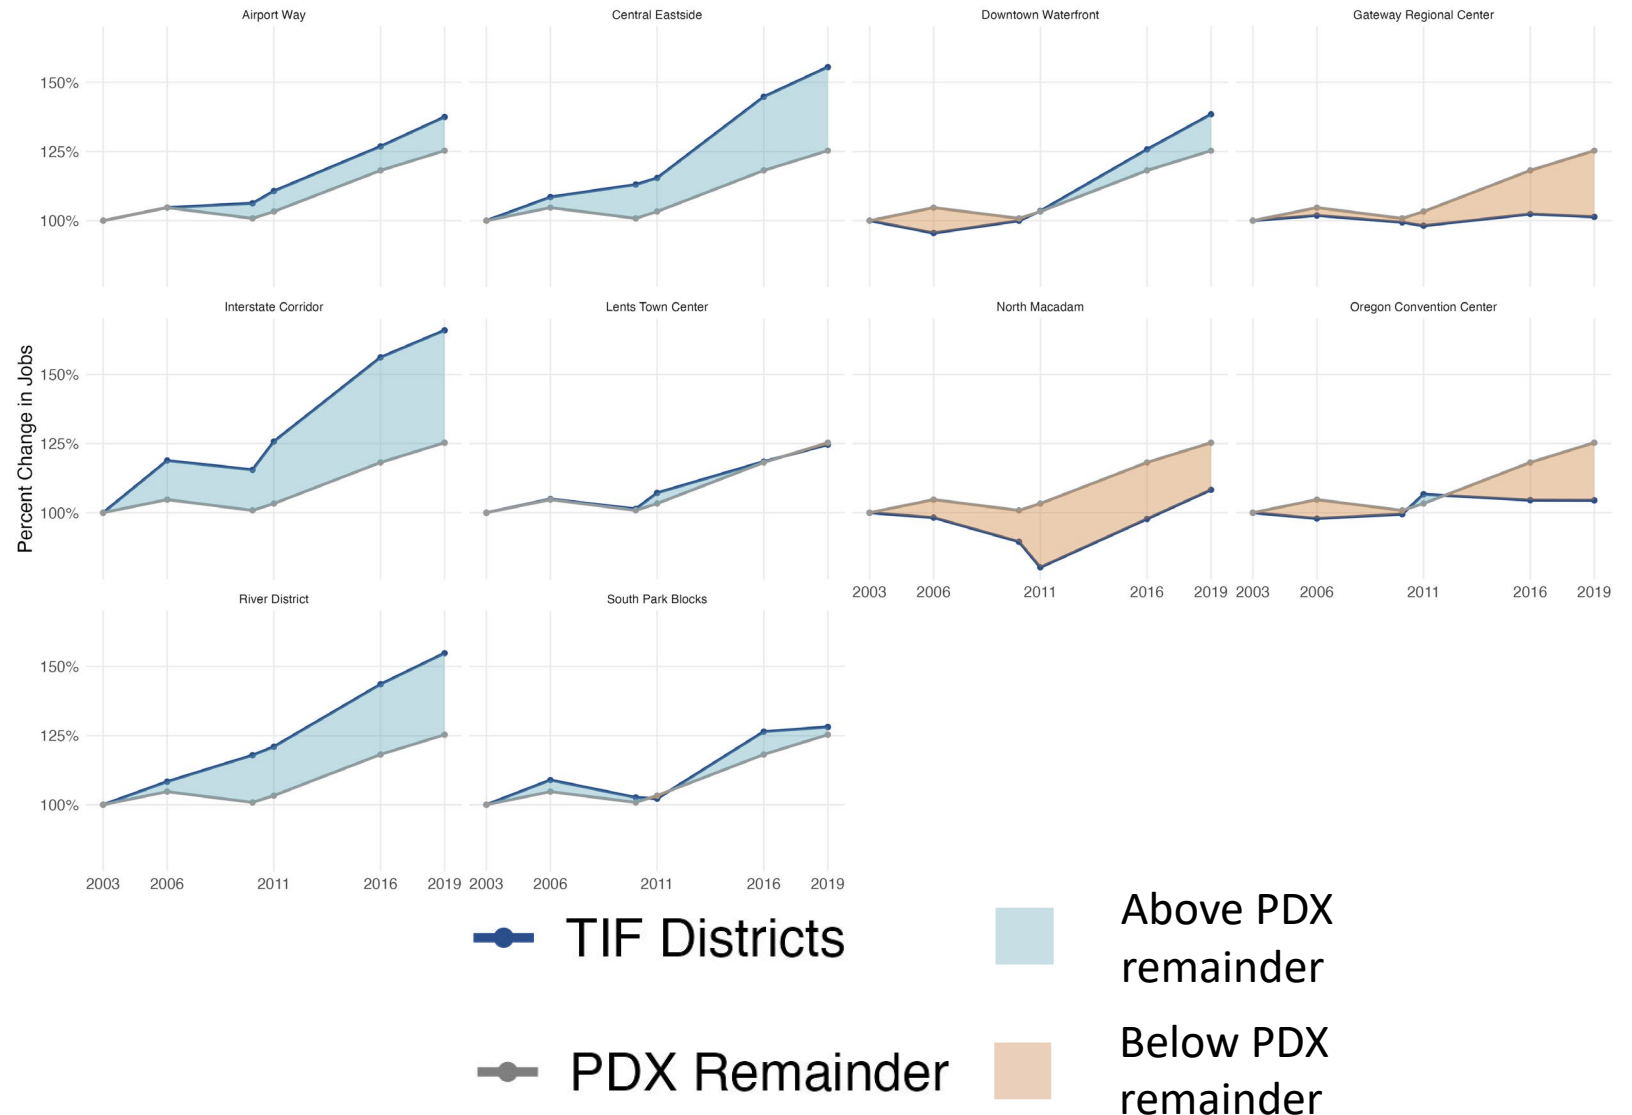 Airport Way
Central Eastside
Downtown Waterfront
Gateway Regional Center
150%
125%
100%
Interstate Corridor
Lents Town Center
North Macadam
Oregon Convention Center
Percent Change in Jobs
150%
125%
100%
2003 2006 2011 2016 2019
2003 2006 2011 2016 2019
River District
South Park Blocks
150%
125%
100%
2003 2006 2011 2016 2019
2003 2006 2011 2016 2019
TIF Districts
Above PDX
remainder
PDX Remainder
Below PDX
remainder